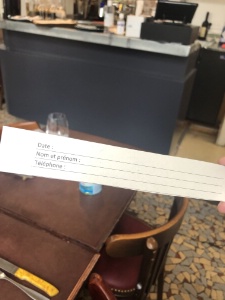 Date :
Nom et prénom :
Téléphone :